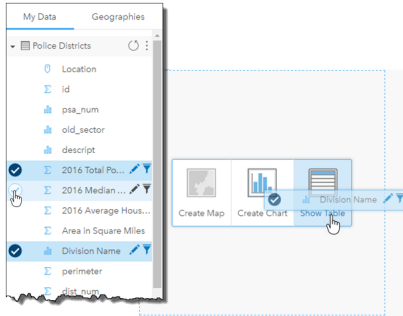 My Data
Geographies
Police Districts
Location
id
psa_num
old_sector
descript
2016 Total Po...
2016 Median ...
2016 Average Hous...
Area in Square Miles
Division Name
perimeter
dist_num
Create Map
Create Chart
Show Table
Division Name